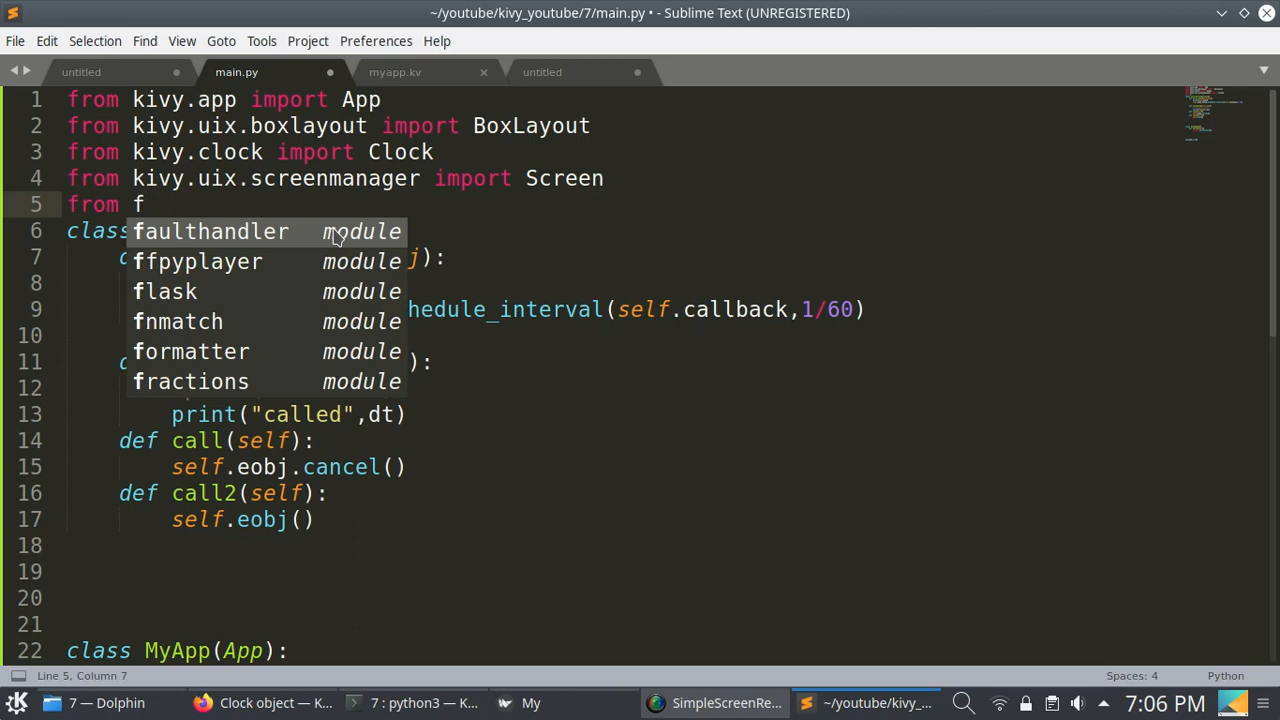 ~/youtube/kivy_youtube/7/main.py • - Sublime Text (UNREGISTERED)
File Edit Selection Find View Goto Tools Project Preferences Help
untitled main.py myapp.kv untitled
1 from kivy.app import App
2 from kivy.uix.boxlayout import BoxLayout
3 from kivy.clock import Clock
4 from kivy.uix.screenmanager import Screen
5 from f
6 class faulthandler module
7 j):
ffpyplayer module
8 flask module
9 hedule_interval(self.callback,1/60)
10 fnmatch module
11 ):
formatter module
12 fractions module
13 print("called",dt)
14 def call(self):
15 self.eobj.cancel()
16 def call2(self):
17 self.eobj()
18
19
20
21
22 class MyApp(App):
Line 5, Column 7 Spaces: 4 Python
7 — Dolphin Clock object — K... 7 : python3 — K... My SimpleScreenRe... ~/youtube/kivy_... 7:06 PM